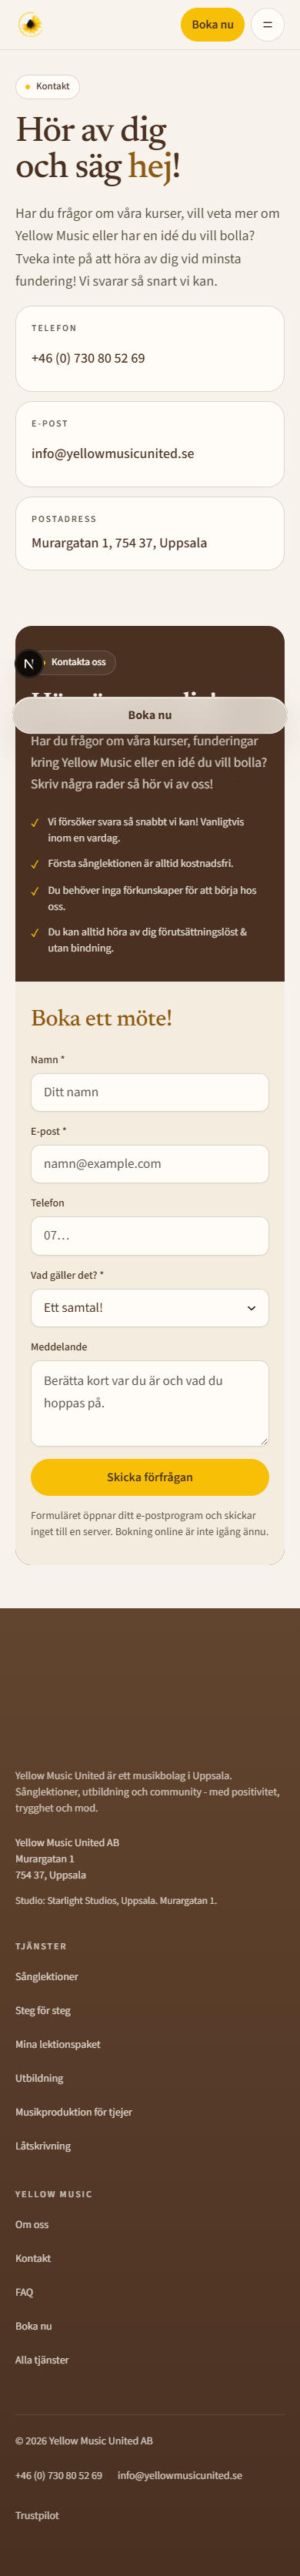 Boka nu
Kontakt
Hör av dig
och säg hej!
Har du frågor om våra kurser, vill veta mer om
Yellow Music eller har en idé du vill bolla?
Tveka inte på att höra av dig vid minsta
fundering! Vi svarar så snart vi kan.
TELEFON
+46 (0) 730 80 52 69
E-POST
info@yellowmusicunited.se
POSTADRESS
Murargatan 1, 754 37, Uppsala
N
Kontakta oss
Boka nu
Har du frågor om våra kurser, funderingar
kring Yellow Music eller en idé du vill bolla?
Skriv några rader så hör vi av oss!
Vi försöker svara så snabbt vi kan! Vanligtvis
inom en vardag.
Första sånglektionen är alltid kostnadsfri.
Du behöver inga förkunskaper för att börja hos
oss.
Du kan alltid höra av dig förutsättningslöst &
utan bindning.
Boka ett möte!
Namn *
Ditt namn
E-post *
namn@example.com
Telefon
07…
Vad gäller det? *
Ett samtal!
Meddelande
Berätta kort var du är och vad du
hoppas på.
Skicka förfrågan
Formuläret öppnar ditt e-postprogram och skickar
inget till en server. Bokning online är inte igång ännu.
Yellow Music United är ett musikbolag i Uppsala.
Sånglektioner, utbildning och community - med positivitet,
trygghet och mod.
Yellow Music United AB
Murargatan 1
754 37, Uppsala
Studio: Starlight Studios, Uppsala. Murargatan 1.
TJÄNSTER
Sånglektioner
Steg för steg
Mina lektionspaket
Utbildning
Musikproduktion för tjejer
Låtskrivning
YELLOW MUSIC
Om oss
Kontakt
FAQ
Boka nu
Alla tjänster
© 2026 Yellow Music United AB
+46 (0) 730 80 52 69 info@yellowmusicunited.se
Trustpilot